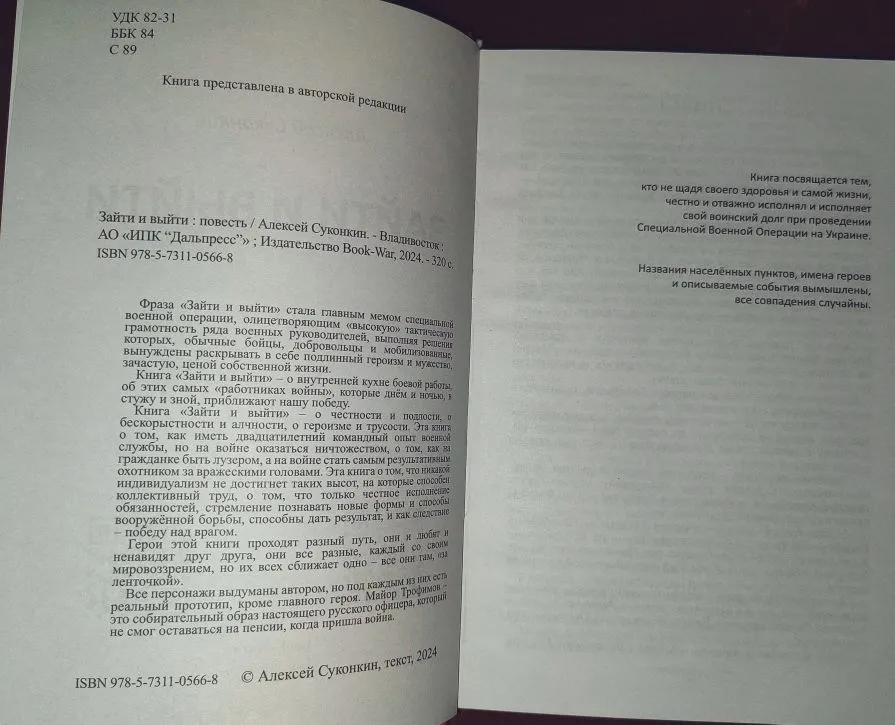 УДК 82-31
ББК 84
С 89
Книга представлена в авторской редакции
Зайти и выйти : повесть / Алексей Суконкин. - Владивосток :
АО «ИПК “Дальпресс”» ; Издательство Book-War, 2024. - 320 с.
ISBN 978-5-7311-0566-8
Фраза «Зайти и выйти» стала главным мемом специальной
военной операции, олицетворяющим «высокую» тактическую
грамотность ряда военных руководителей, выполняя решения
которых, обычные бойцы, добровольцы и мобилизованные,
вынуждены раскрывать в себе подлинный героизм и мужество,
зачастую, ценой собственной жизни.
Книга «Зайти и выйти» – о внутренней кухне боевой работы,
об этих самых «работниках войны», которые днём и ночью, в
стужу и зной, приближают нашу победу.
Книга «Зайти и выйти» – о честности и подлости, о
бескорыстности и алчности, о героизме и трусости. Эта книга
о том, как иметь двадцатилетний командный опыт военной
службы, но на войне оказаться ничтожеством, о том, как на
гражданке быть лузером, а на войне стать самым результативным
охотником за вражескими головами. Эта книга о том, что никакой
индивидуализм не достигнет таких высот, на которые способен
коллективный труд, о том, что только честное исполнение
обязанностей, стремление познавать новые формы и способы
вооружённой борьбы, способны дать результат, и как следствие
– победу над врагом.
Герои этой книги проходят разный путь, они и любят и
ненавидят друг друга, они все разные, каждый со своим
мировоззрением, но их всех сближает одно – все они там, «за
ленточкой».
Все персонажи выдуманы автором, но под каждым из них есть
реальный прототип, кроме главного героя. Майор Трофимов –
это собирательный образ настоящего русского офицера, который
не смог оставаться на пенсии, когда пришла война.
ISBN 978-5-7311-0566-8 © Алексей Суконкин, текст, 2024
Книга посвящается тем,
кто не щадя своего здоровья и самой жизни,
честно и отважно исполнял и исполняет
свой воинский долг при проведении
Специальной Военной Операции на Украине.
Названия населённых пунктов, имена героев
и описываемые события вымышлены,
все совпадения случайны.